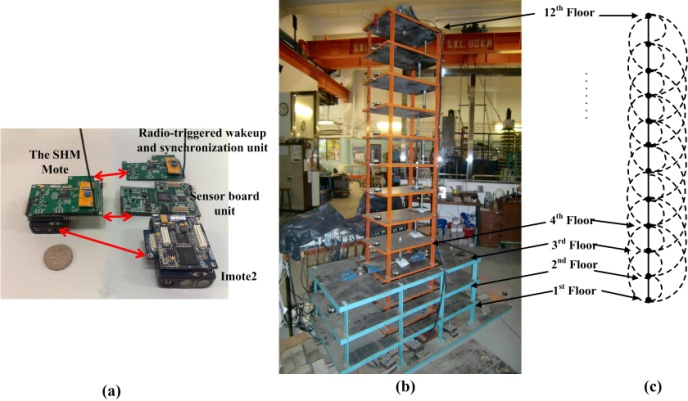 The SHM
Mote
Radio-triggered wakeup
and synchronization unit
Sensor board
unit
Imote2
(a)
S.W.L 80KN
12th Floor
4th Floor
3rd Floor
2nd Floor
1st Floor
(b)
(c)